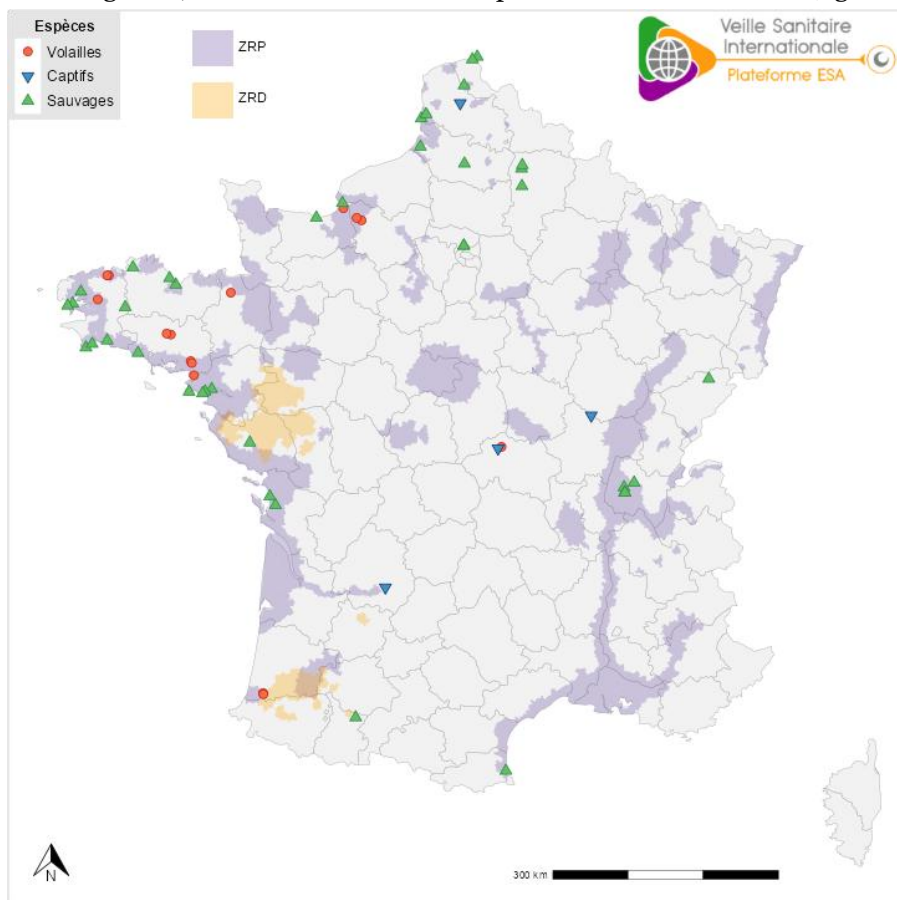 Espèces
Volailles
Captifs
Sauvages
ZRP
ZRD
Veille Sanitaire
Internationale
Plateforme ESA
N
300 km